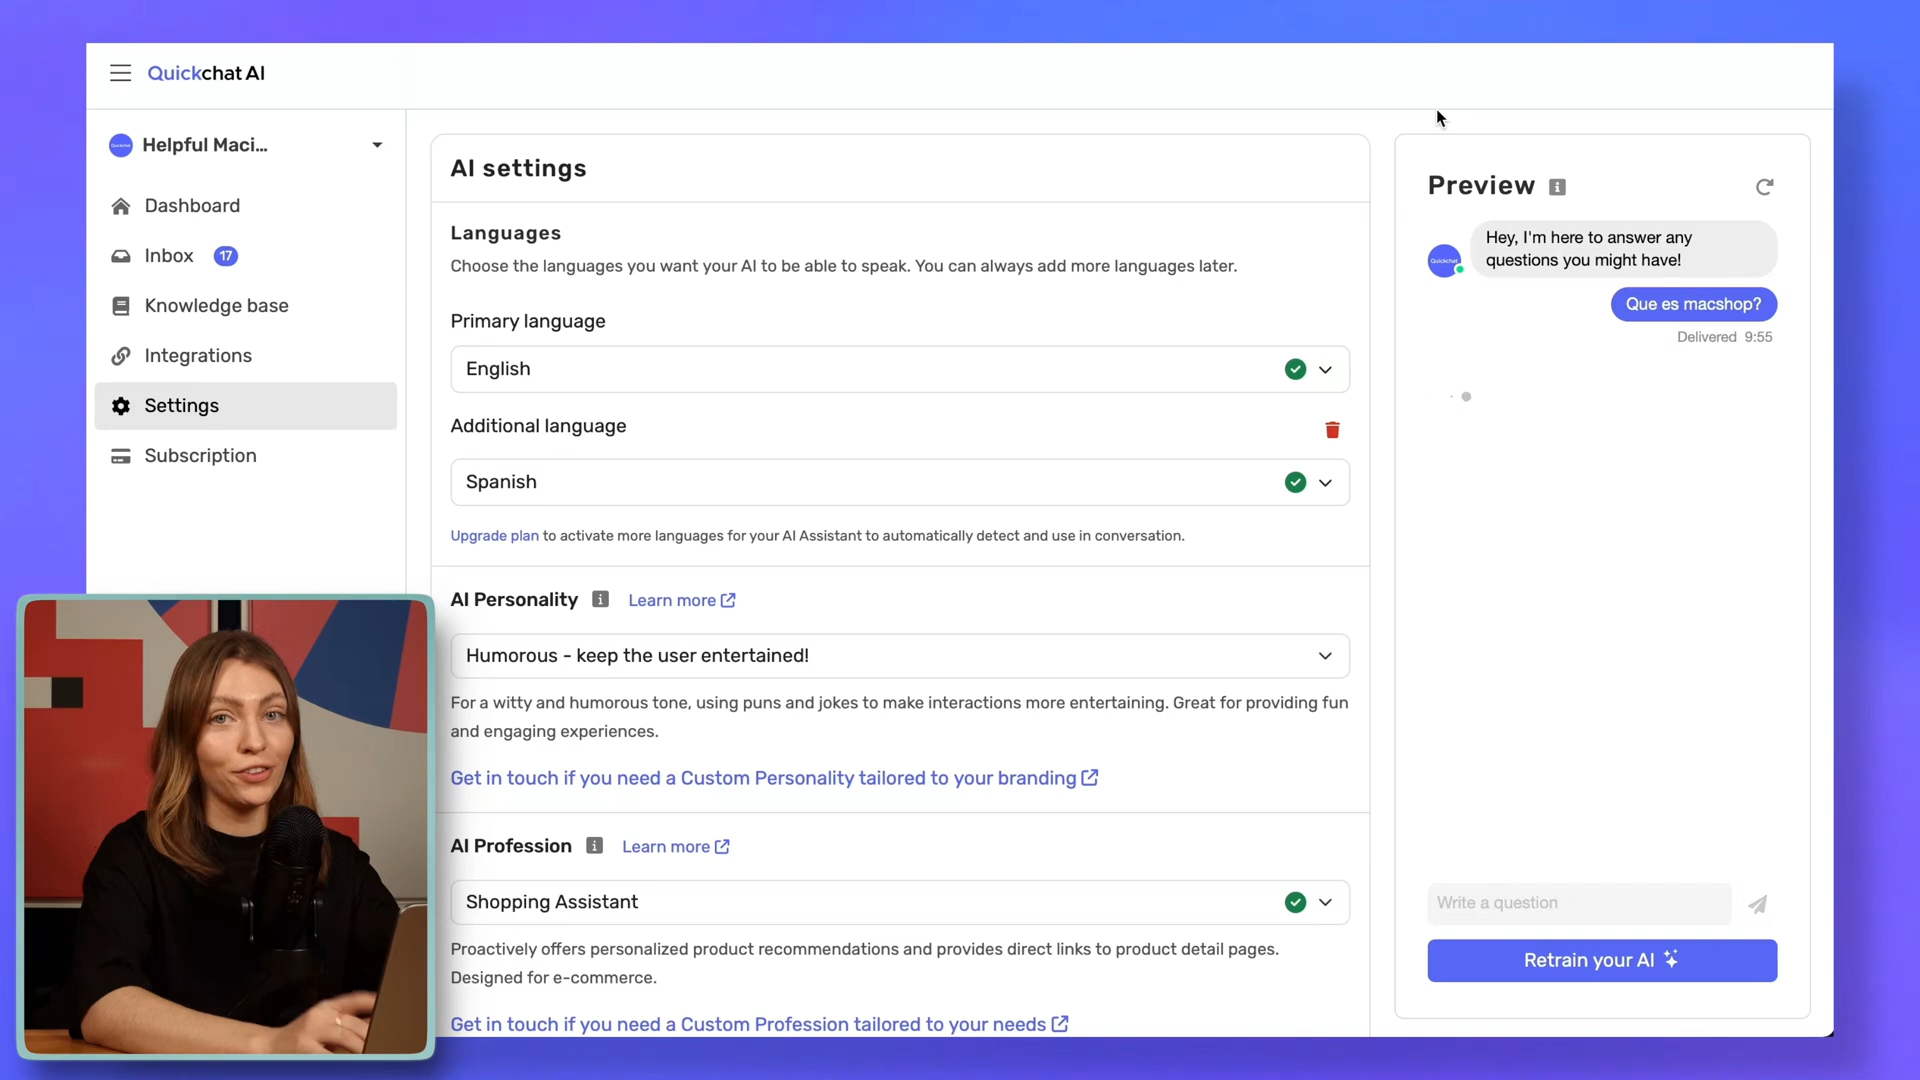 Quickchat AI
Helpful Maci...
Dashboard
Inbox 17
Knowledge base
Integrations
Settings
Subscription
AI settings
Languages
Choose the languages you want your AI to be able to speak. You can always add more languages later.
Primary language
English
Additional language
Spanish
Upgrade plan to activate more languages for your AI Assistant to automatically detect and use in conversation.
AI Personality i Learn more
Humorous - keep the user entertained!
For a witty and humorous tone, using puns and jokes to make interactions more entertaining. Great for providing fun
and engaging experiences.
Get in touch if you need a Custom Personality tailored to your branding
AI Profession i Learn more
Shopping Assistant
Proactively offers personalized product recommendations and provides direct links to product detail pages.
Designed for e-commerce.
Get in touch if you need a Custom Profession tailored to your needs
Preview i
Quickchat
Hey, I'm here to answer any
questions you might have!
Que es macshop?
Delivered 9:55
Write a question
Retrain your AI